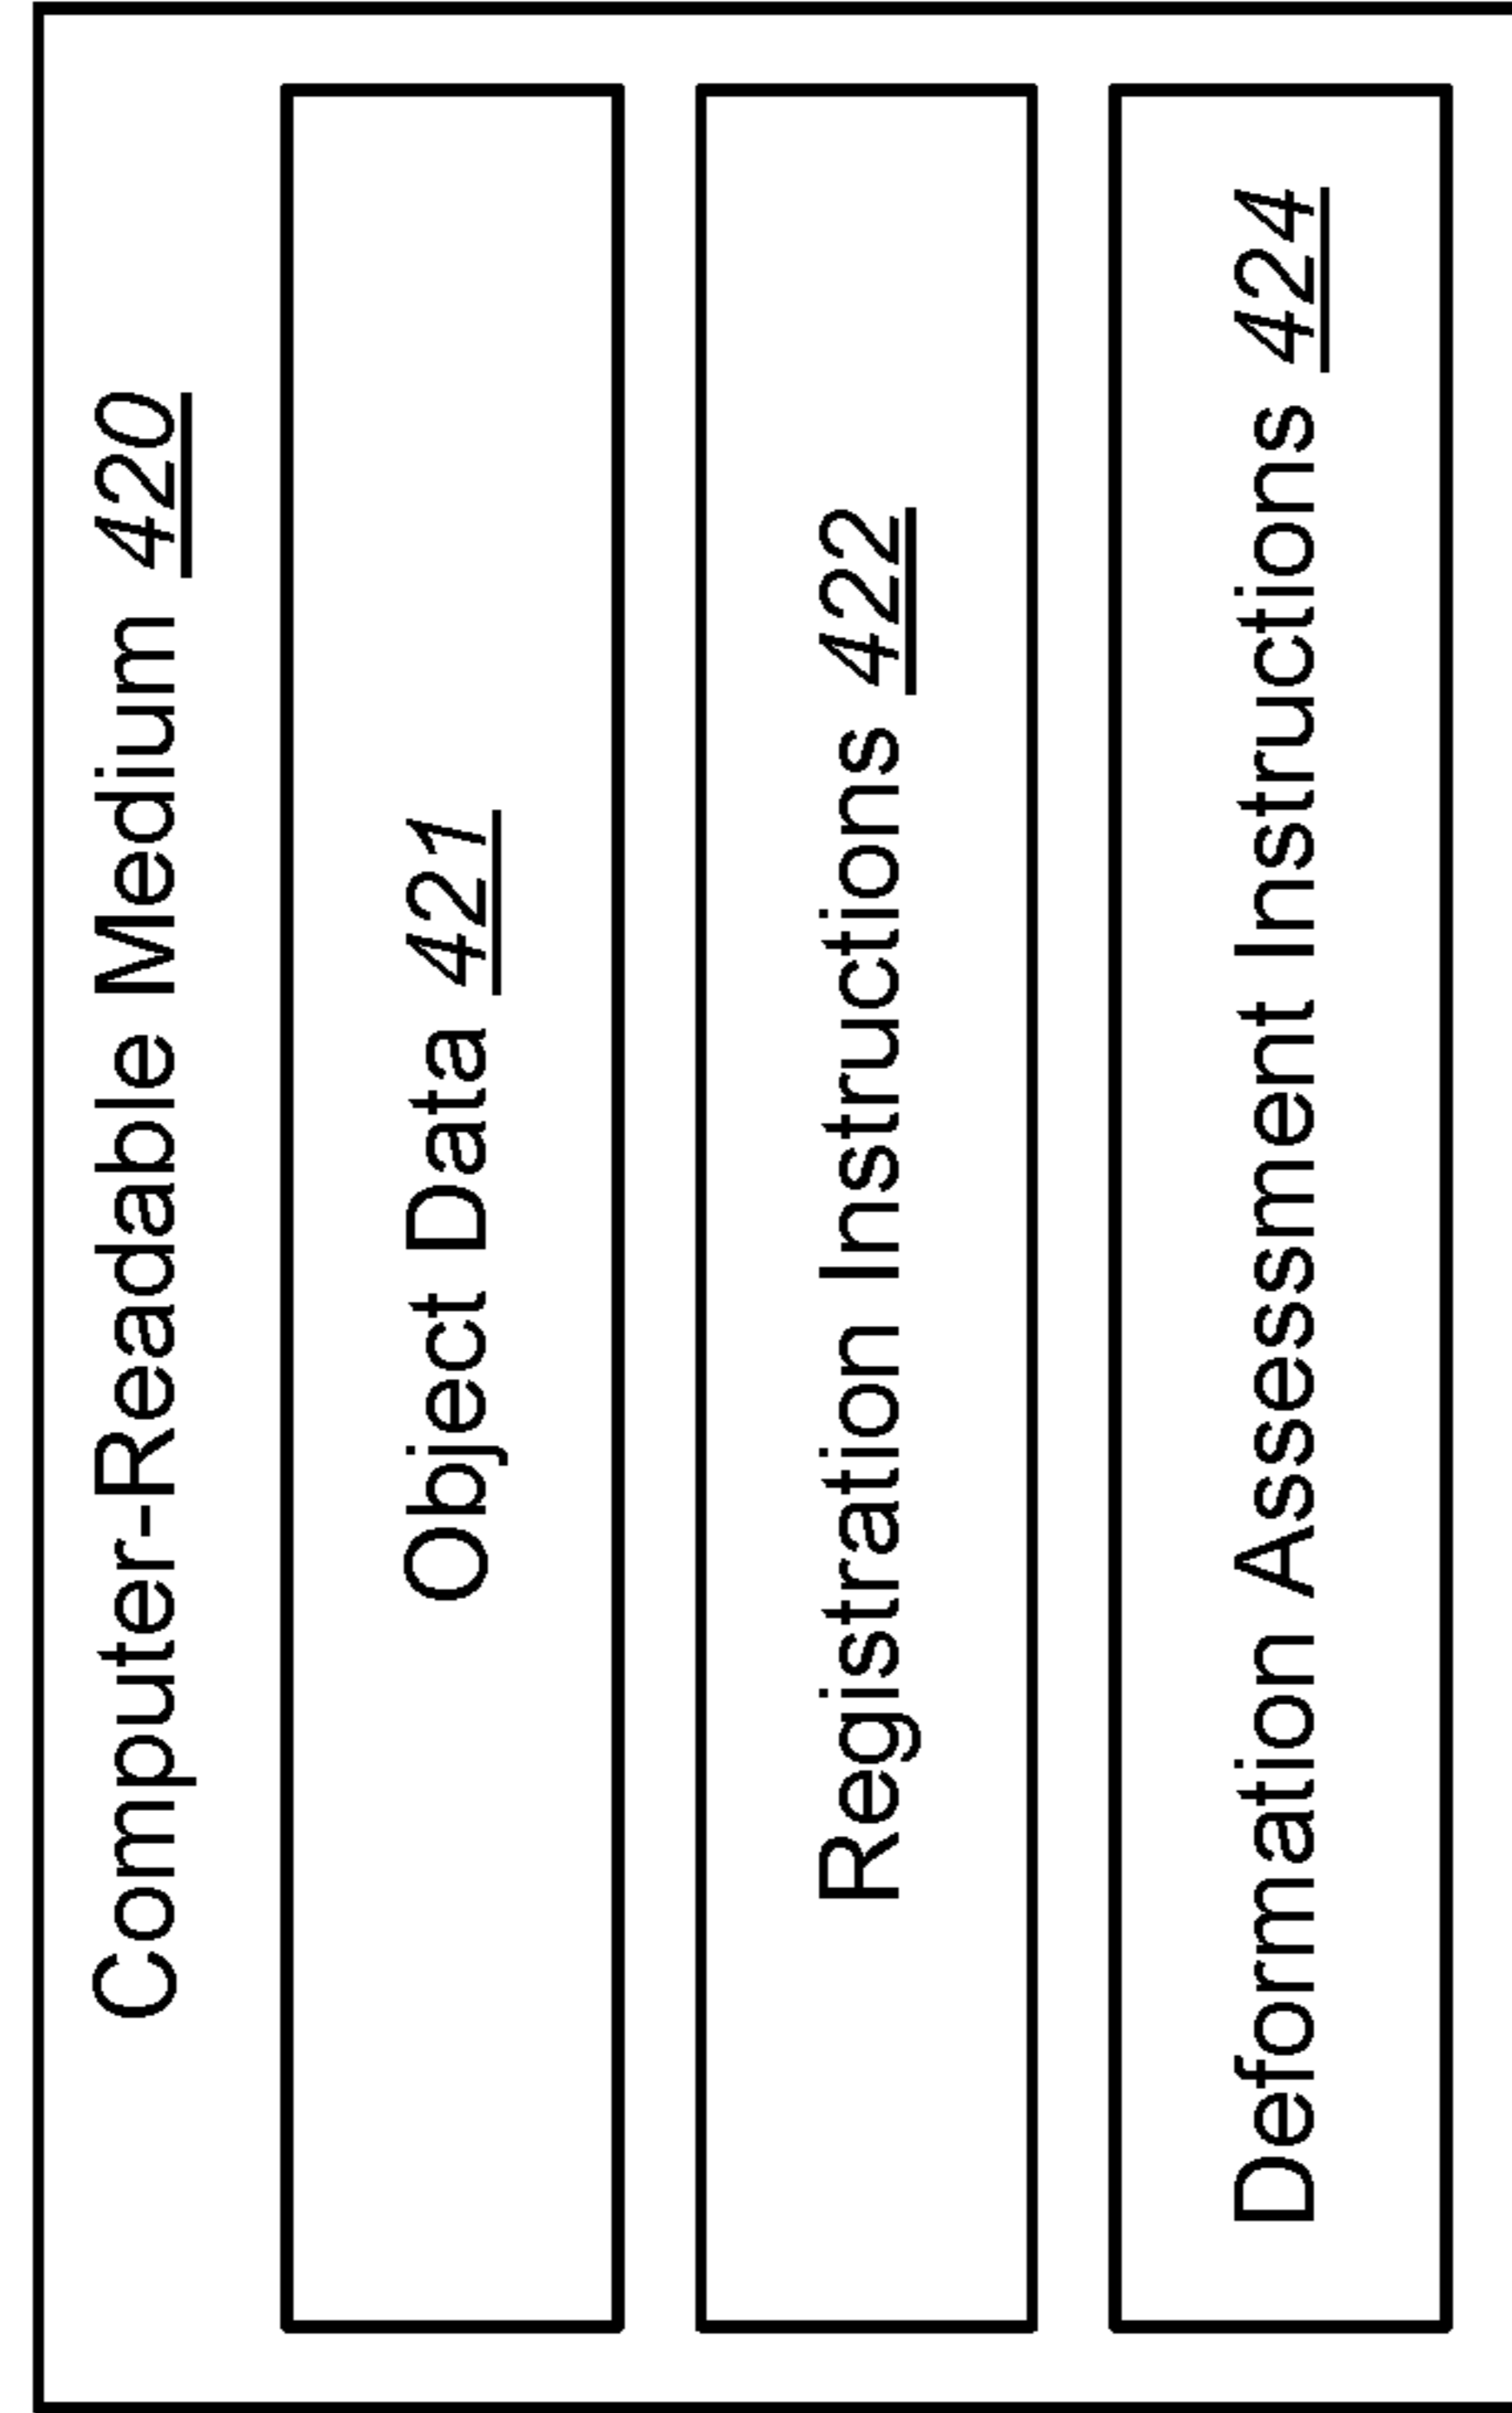 Computer-Readable Medium 420
Object Data 421
Registration Instructions 422
Deformation Assessment Instructions 424